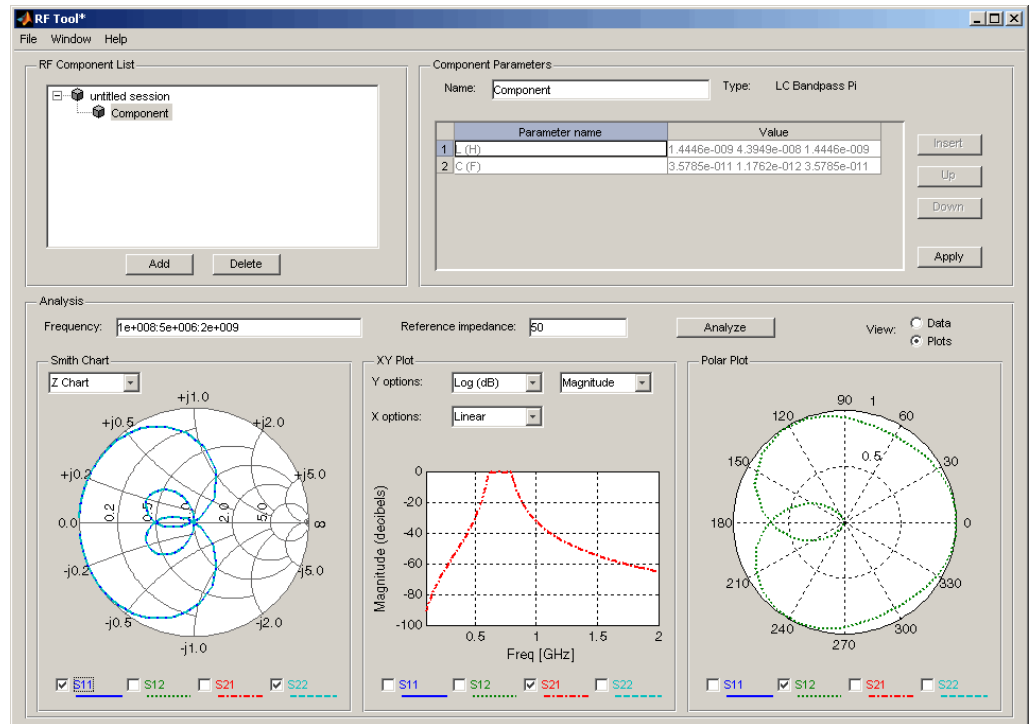 RF Tool*
File Window Help
RF Component List
untitled session
Component
Add Delete
Component Parameters
Name: Component Type: LC Bandpass Pi
Parameter name Value
1 L (H) 1.4446e-009 4.3949e-008 1.4446e-009
2 C (F) 3.5785e-011 1.1762e-012 3.5785e-011
Insert
Up
Down
Apply
Analysis
Frequency: 1e+008:5e+006:2e+009 Reference impedance: 50 Analyze View: Data
Plots
Smith Chart
Z Chart
+j1.0
+j0.5 +j2.0
+j0.2 +j5.0
0.0 0.2 0.5 1.0 2.0 5.0 ∞
-j0.2 -j5.0
-j0.5 -j2.0
-j1.0
S11 S12 S21 S22
XY Plot
Y options: Log (dB) Magnitude
X options: Linear
Magnitude (decibels)
0
-20
-40
-60
-80
-100
0.5 1 1.5 2
Freq [GHz]
S11 S12 S21 S22
Polar Plot
90 1
120 60
150 0.5 30
180 0
210 330
240 300
270
S11 S12 S21 S22